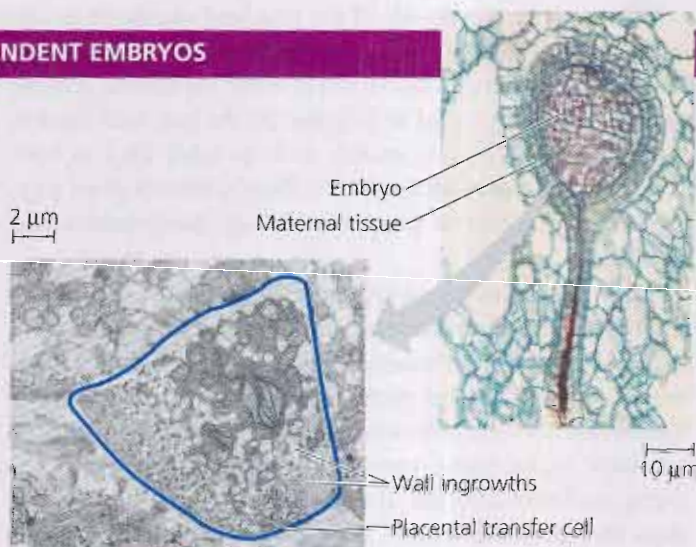 NDENT EMBRYOS
Embryo
Maternal tissue
2 µm
10 µm
Wall ingrowths
Placental transfer cell